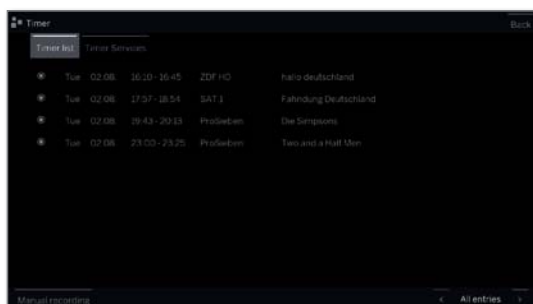 Timer Back
Timer list Timer Services
Tue 02.08. 16:10 - 16:45 ZDF HD hallo deutschland
Tue 02.08. 17:57 - 18:54 SAT.1 Fahndung Deutschland
Tue 02.08. 19:43 - 20:13 ProSieben Die Simpsons
Tue 02.08. 23:00 - 23:25 ProSieben Two and a Half Men
Manual recording < All entries >